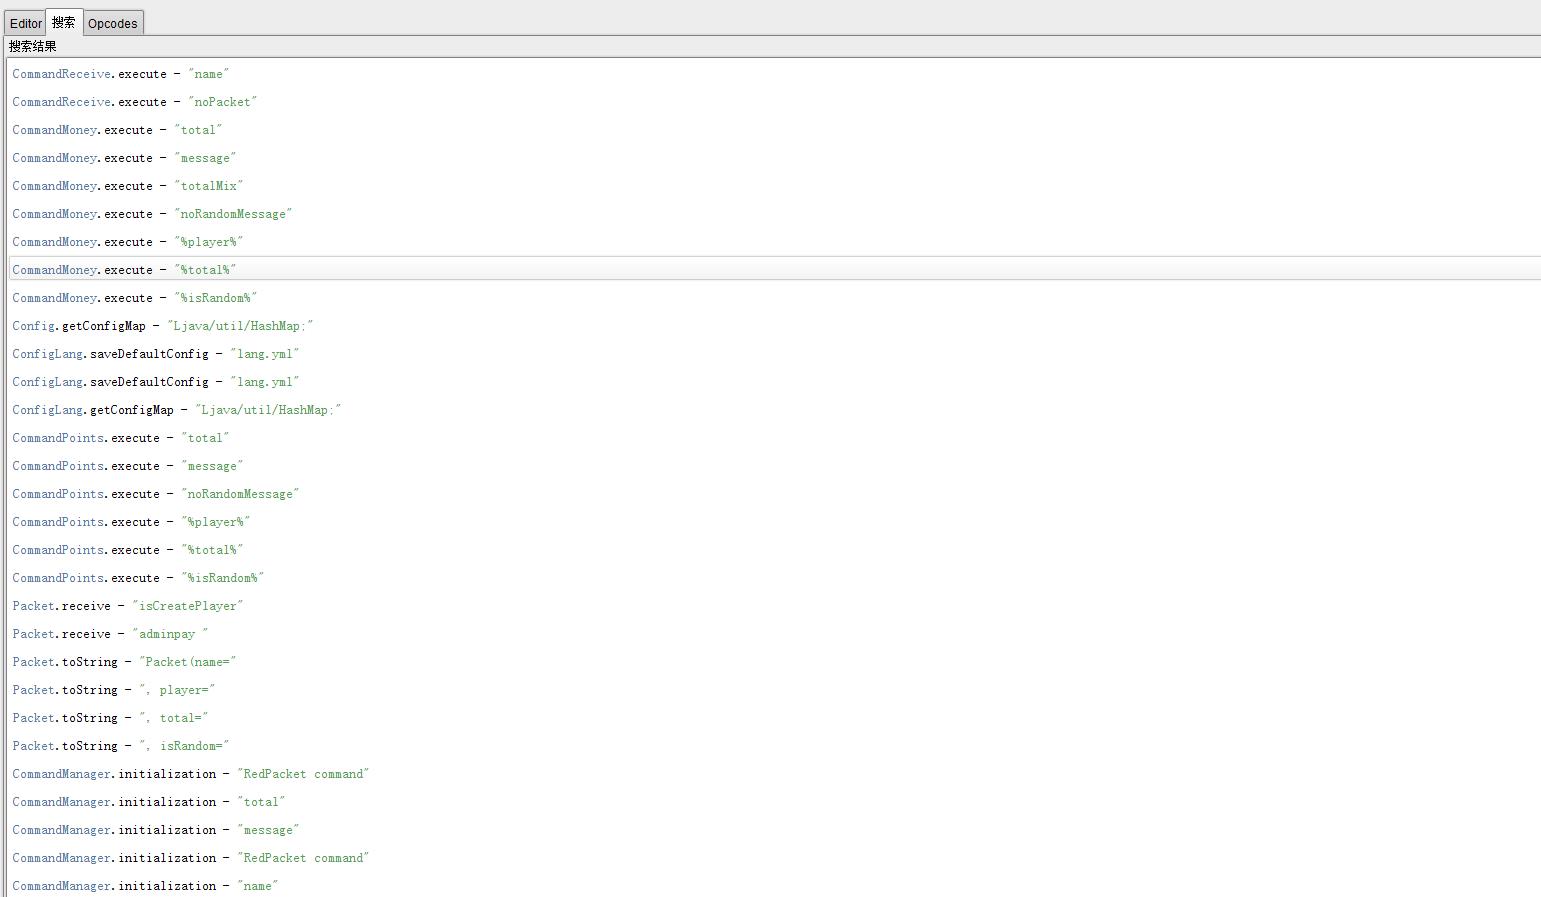 Editor 搜索 Opcodes
搜索结果
CommandReceive.execute - "name"
CommandReceive.execute - "noPacket"
CommandMoney.execute - "total"
CommandMoney.execute - "message"
CommandMoney.execute - "totalMix"
CommandMoney.execute - "noRandomMessage"
CommandMoney.execute - "%player%"
CommandMoney.execute - "%total%"
CommandMoney.execute - "%isRandom%"
Config.getConfigMap - "Ljava/util/HashMap;"
ConfigLang.saveDefaultConfig - "lang.yml"
ConfigLang.saveDefaultConfig - "lang.yml"
ConfigLang.getConfigMap - "Ljava/util/HashMap;"
CommandPoints.execute - "total"
CommandPoints.execute - "message"
CommandPoints.execute - "noRandomMessage"
CommandPoints.execute - "%player%"
CommandPoints.execute - "%total%"
CommandPoints.execute - "%isRandom%"
Packet.receive - "isCreatePlayer"
Packet.receive - "adminpay "
Packet.toString - "Packet(name="
Packet.toString - ", player="
Packet.toString - ", total="
Packet.toString - ", isRandom="
CommandManager.initialization - "RedPacket command"
CommandManager.initialization - "total"
CommandManager.initialization - "message"
CommandManager.initialization - "RedPacket command"
CommandManager.initialization - "name"